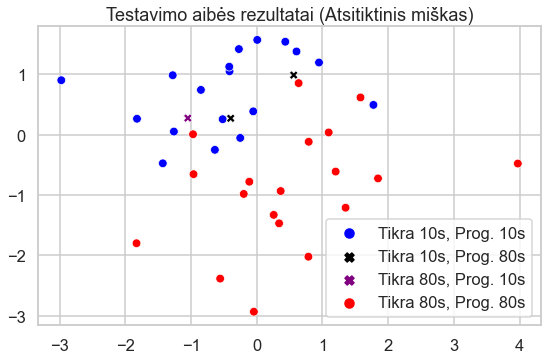 Testavimo aibės rezultatai (Atsitiktinis miškas)
1
0
−1
−2
−3
Tikra 10s, Prog. 10s
Tikra 10s, Prog. 80s
Tikra 80s, Prog. 10s
Tikra 80s, Prog. 80s
−3 −2 −1 0 1 2 3 4